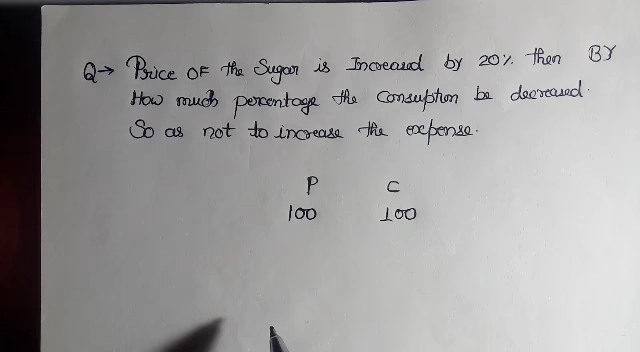 Q→ Price OF the Sugar is Increased by 20% then BY
How much percentage the Consuption be decreased.
So as not to increase the expense.
P C
100 100